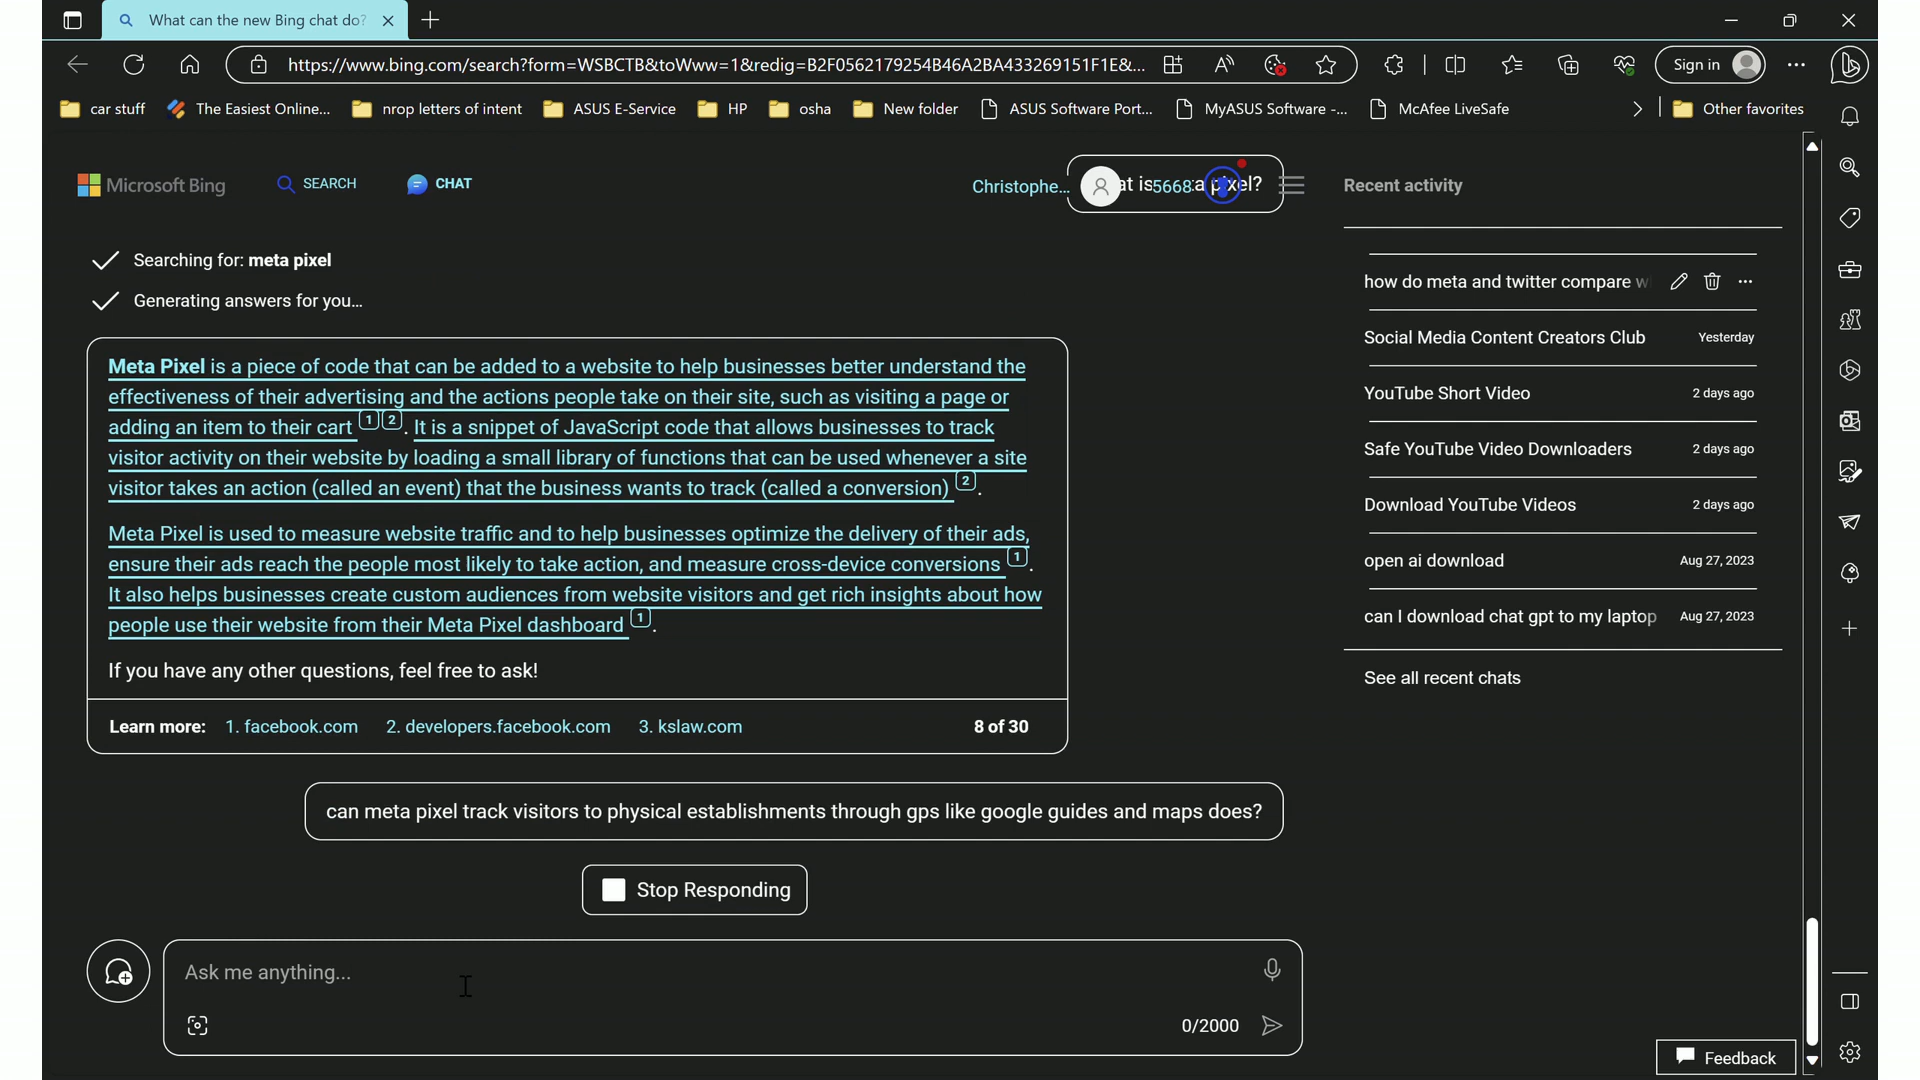 What can the new Bing chat do?
https://www.bing.com/search?form=WSBCTB&toWww=1&redig=B2F0562179254B46A2BA433269151F1E&...
Sign in
car stuff
The Easiest Online...
nrop letters of intent
ASUS E-Service
HP
osha
New folder
ASUS Software Port...
MyASUS Software -...
McAfee LiveSafe
Other favorites
Microsoft Bing
SEARCH
CHAT
Christophe...
5668
pixel?
Recent activity
Searching for: meta pixel
Generating answers for you...
Meta Pixel is a piece of code that can be added to a website to help businesses better understand the
effectiveness of their advertising and the actions people take on their site, such as visiting a page or
adding an item to their cart 1 2. It is a snippet of JavaScript code that allows businesses to track
visitor activity on their website by loading a small library of functions that can be used whenever a site
visitor takes an action (called an event) that the business wants to track (called a conversion) 2.
Meta Pixel is used to measure website traffic and to help businesses optimize the delivery of their ads,
ensure their ads reach the people most likely to take action, and measure cross-device conversions 1.
It also helps businesses create custom audiences from website visitors and get rich insights about how
people use their website from their Meta Pixel dashboard 1.
If you have any other questions, feel free to ask!
Learn more: 1. facebook.com 2. developers.facebook.com 3. kslaw.com 8 of 30
can meta pixel track visitors to physical establishments through gps like google guides and maps does?
Stop Responding
Ask me anything...
0/2000
how do meta and twitter compare w
Social Media Content Creators Club Yesterday
YouTube Short Video 2 days ago
Safe YouTube Video Downloaders 2 days ago
Download YouTube Videos 2 days ago
open ai download Aug 27, 2023
can I download chat gpt to my laptop Aug 27, 2023
See all recent chats
Feedback